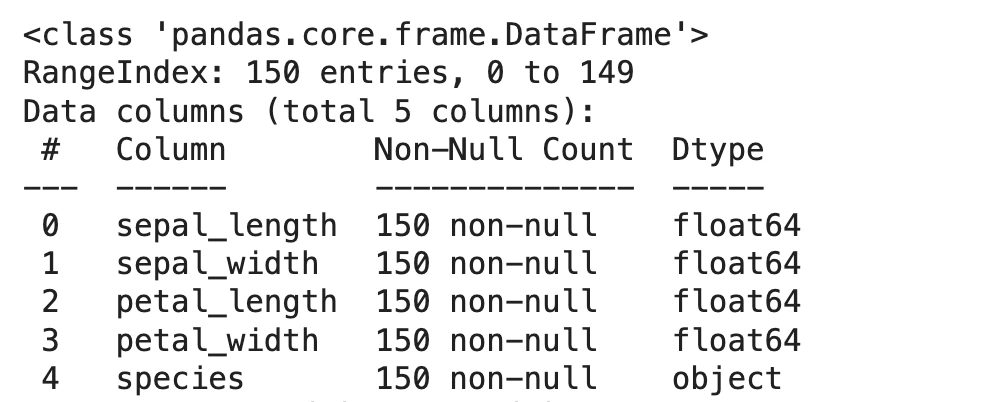 <class 'pandas.core.frame.DataFrame'>
RangeIndex: 150 entries, 0 to 149
Data columns (total 5 columns):
 #   Column        Non-Null Count  Dtype
---  ------        --------------  -----
 0   sepal_length  150 non-null    float64
 1   sepal_width   150 non-null    float64
 2   petal_length  150 non-null    float64
 3   petal_width   150 non-null    float64
 4   species       150 non-null    object